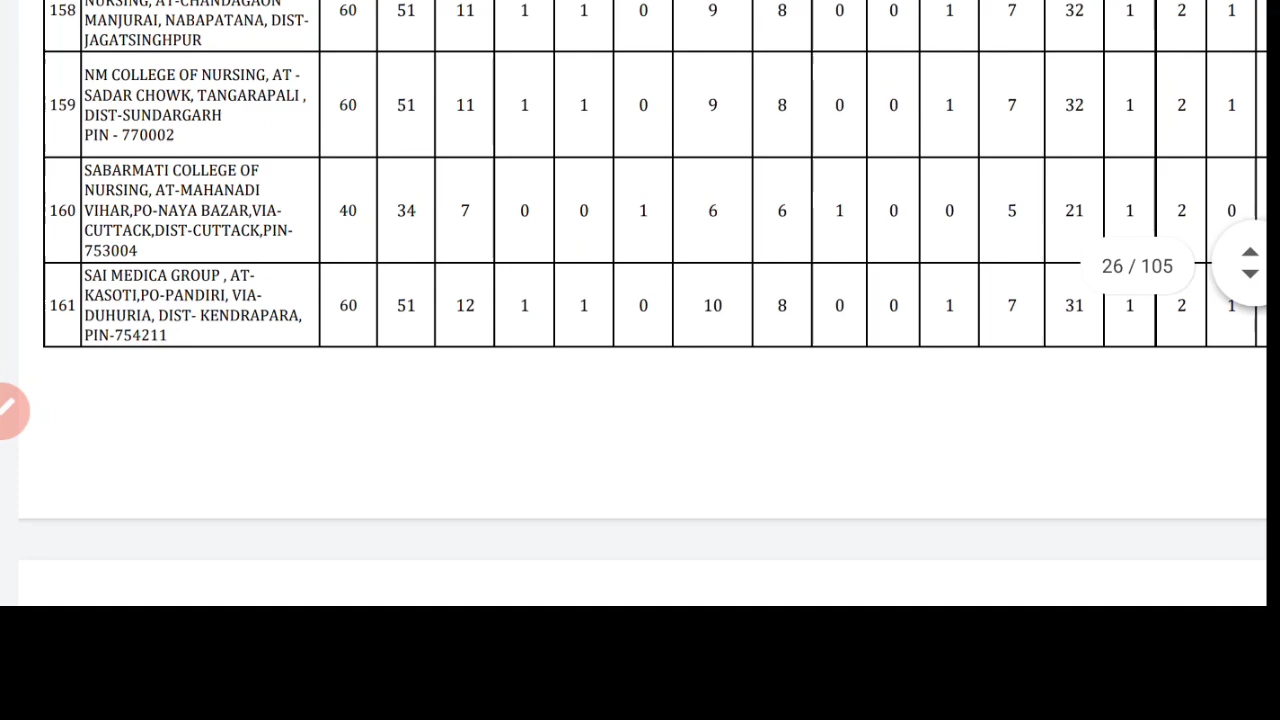 158 NURSING, AT-CHANDAGAON MANJURAI, NABAPATANA, DIST- JAGATSINGHPUR 60 51 11 1 1 0 9 8 0 0 1 7 32 1 2 1
159 NM COLLEGE OF NURSING, AT - SADAR CHOWK, TANGARAPALI , DIST-SUNDARGARH PIN - 770002 60 51 11 1 1 0 9 8 0 0 1 7 32 1 2 1
160 SABARMATI COLLEGE OF NURSING, AT-MAHANADI VIHAR,PO-NAYA BAZAR,VIA- CUTTACK,DIST-CUTTACK,PIN- 753004 40 34 7 0 0 1 6 6 1 0 0 5 21 1 2 0
26 / 105
161 SAI MEDICA GROUP , AT- KASOTI,PO-PANDIRI, VIA- DUHURIA, DIST- KENDRAPARA, PIN-754211 60 51 12 1 1 0 10 8 0 0 1 7 31 1 2 1